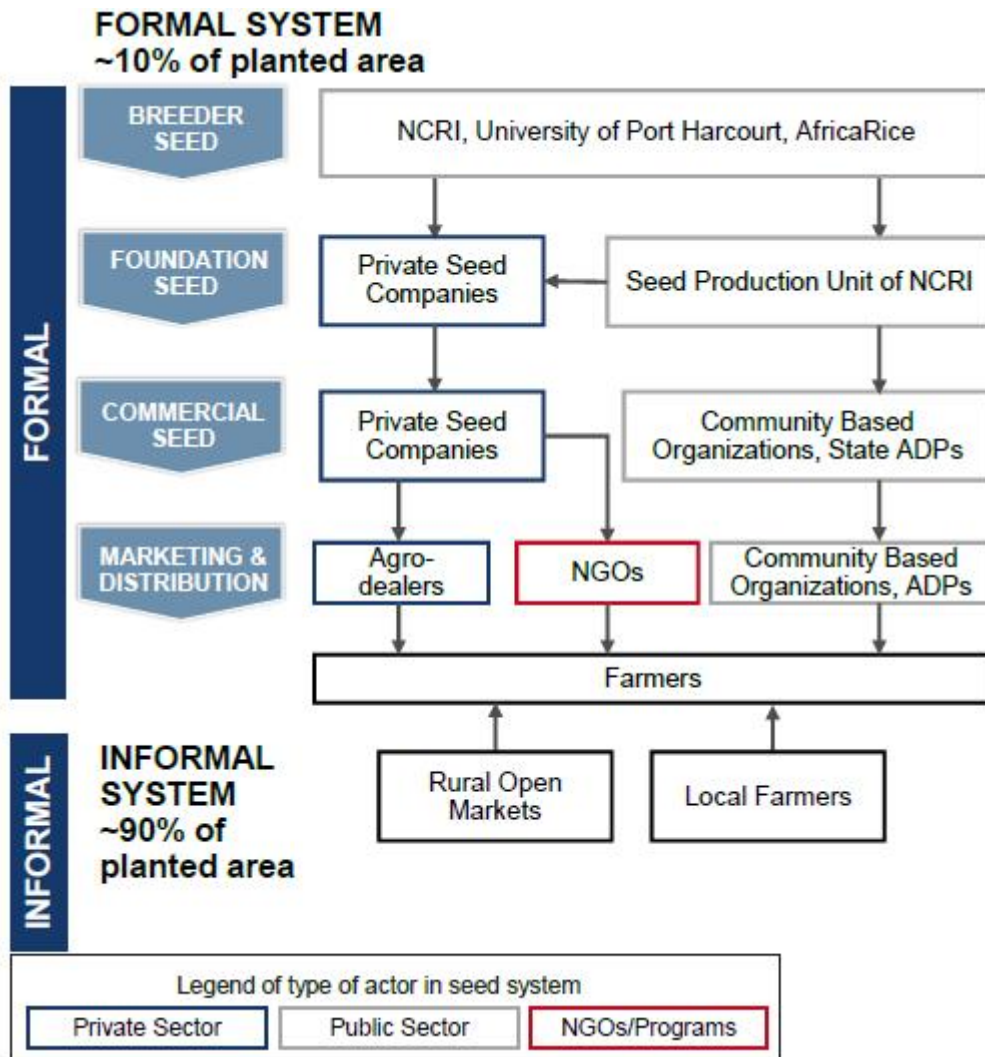 FORMAL SYSTEM
~10% of planted area
FORMAL
BREEDER
SEED
NCRI, University of Port Harcourt, AfricaRice
FOUNDATION
SEED
Private Seed
Companies
Seed Production Unit of NCRI
COMMERCIAL
SEED
Private Seed
Companies
Community Based
Organizations, State ADPs
MARKETING &
DISTRIBUTION
Agro-
dealers
NGOs
Community Based
Organizations, ADPs
Farmers
INFORMAL
INFORMAL
SYSTEM
~90% of
planted area
Rural Open
Markets
Local Farmers
Legend of type of actor in seed system
Private Sector
Public Sector
NGOs/Programs